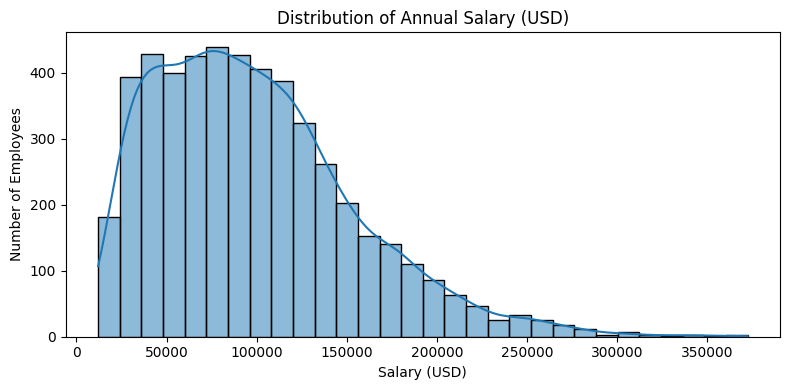 Distribution of Annual Salary (USD)
Number of Employees
400
300
200
100
0
0 50000 100000 150000 200000 250000 300000 350000
Salary (USD)